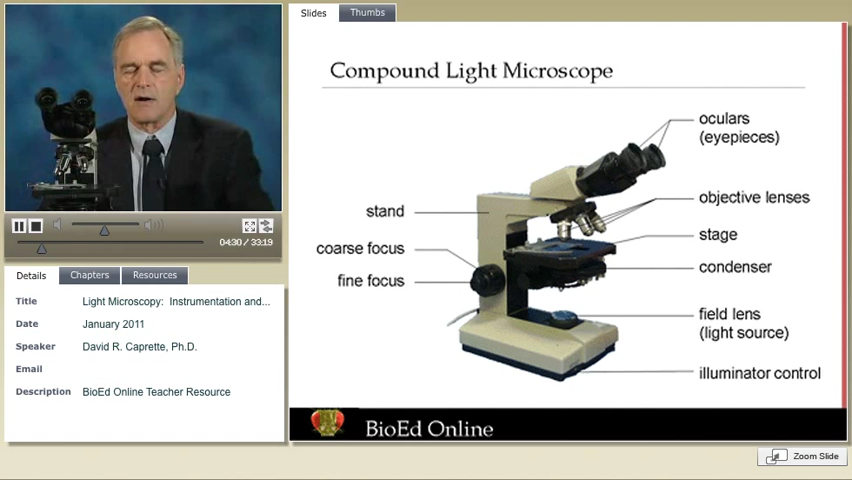 Slides
Thumbs
Compound Light Microscope
oculars
(eyepieces)
objective lenses
stand
stage
coarse focus
condenser
fine focus
field lens
(light source)
illuminator control
BioEd Online
04:30 / 33:19
Details
Chapters
Resources
Title
Light Microscopy: Instrumentation and...
Date
January 2011
Speaker
David R. Caprette, Ph.D.
Email
Description
BioEd Online Teacher Resource
Zoom Slide